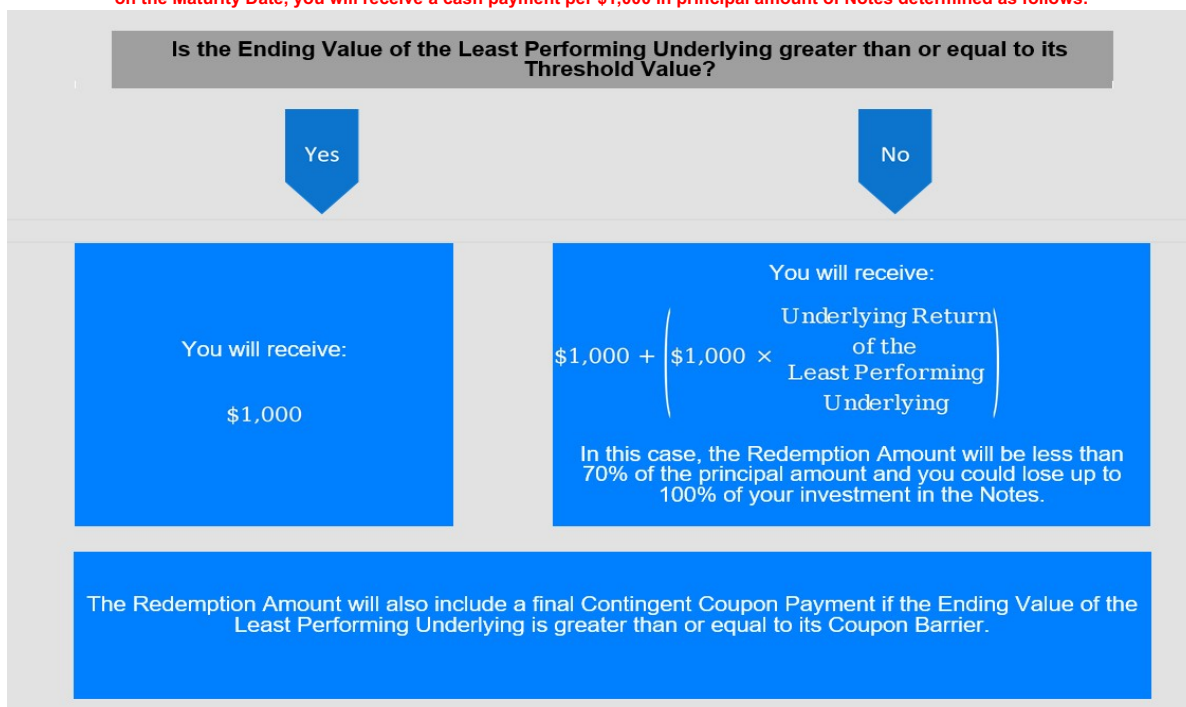 on the Maturity Date, you will receive a cash payment per $1,000 in principal amount of Notes determined as follows:
Is the Ending Value of the Least Performing Underlying greater than or equal to its
Threshold Value?
Yes
No
You will receive:
$1,000
You will receive:
$1,000 + ($1,000 × Underlying Return
of the
Least Performing
Underlying)
In this case, the Redemption Amount will be less than
70% of the principal amount and you could lose up to
100% of your investment in the Notes.
The Redemption Amount will also include a final Contingent Coupon Payment if the Ending Value of the
Least Performing Underlying is greater than or equal to its Coupon Barrier.